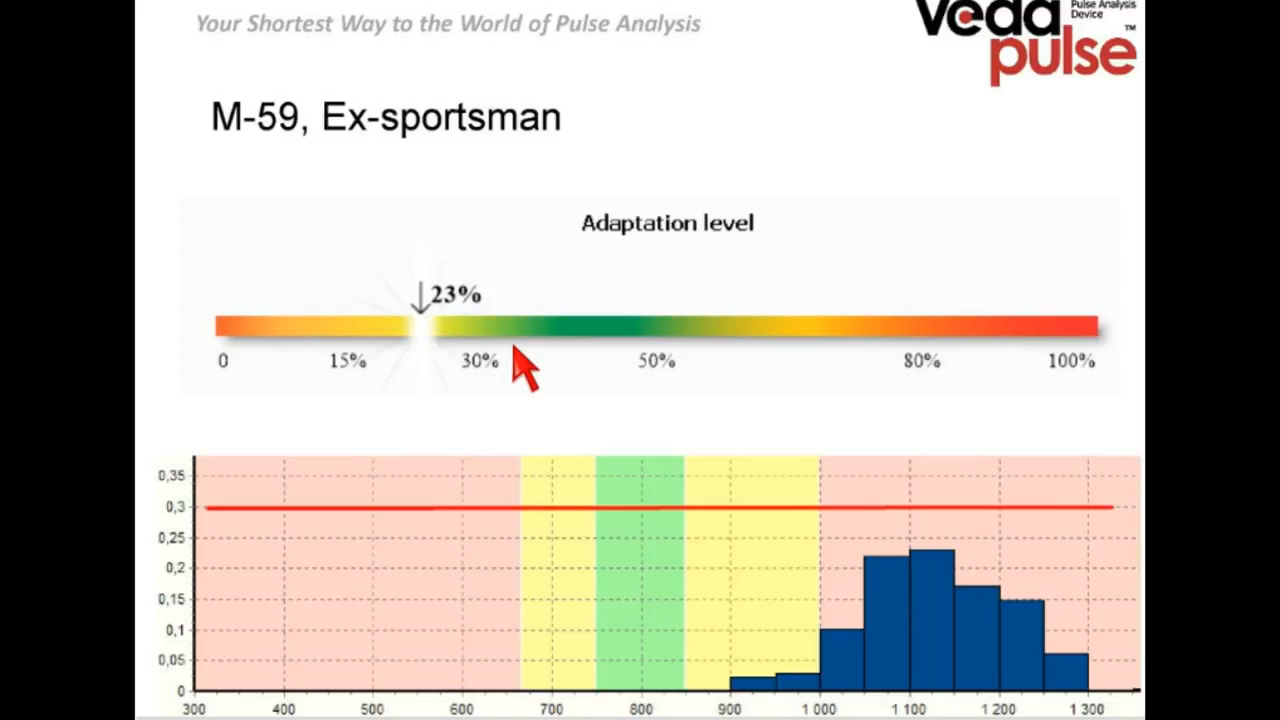 Your Shortest Way to the World of Pulse Analysis
Veda pulse™
Pulse Analysis
Device
M-59, Ex-sportsman
Adaptation level
23%
0 15% 30% 50% 80% 100%
0,35
0,3
0,25
0,2
0,15
0,1
0,05
0
300 400 500 600 700 800 900 1 000 1 100 1 200 1 300